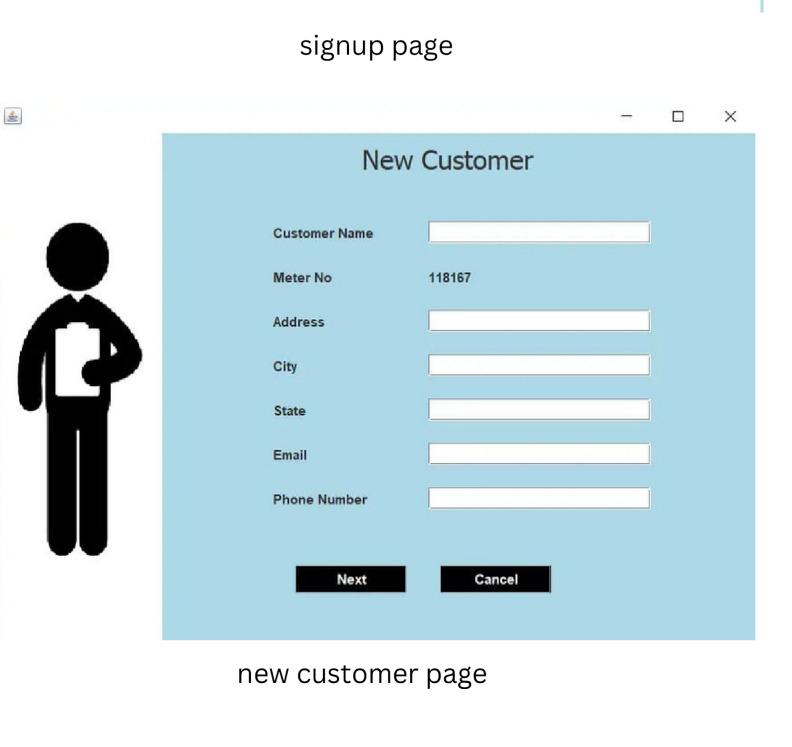 signup page
New Customer
Customer Name
Meter No 118167
Address
City
State
Email
Phone Number
Next Cancel
new customer page